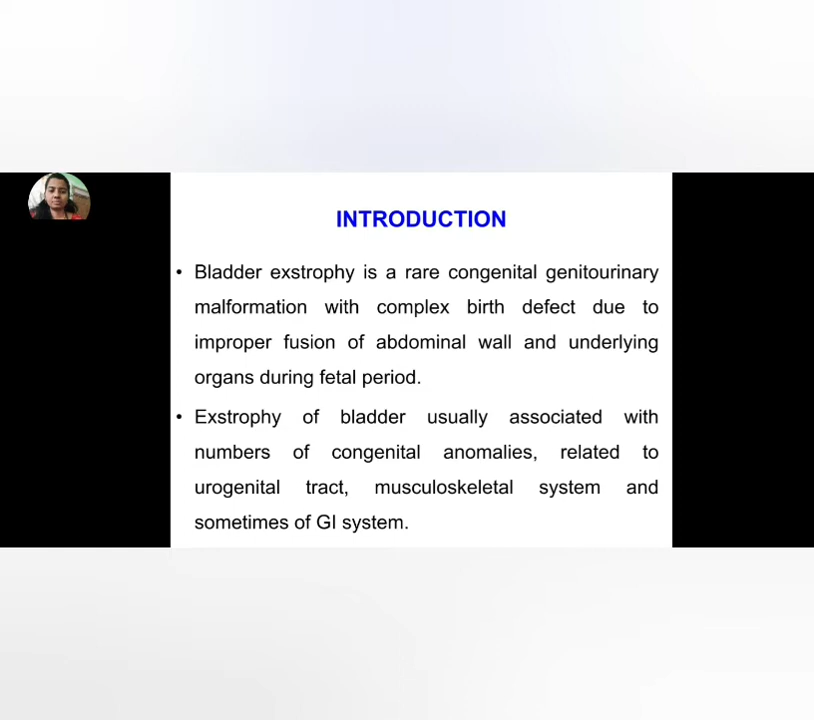 INTRODUCTION
• Bladder exstrophy is a rare congenital genitourinary
malformation with complex birth defect due to
improper fusion of abdominal wall and underlying
organs during fetal period.
• Exstrophy of bladder usually associated with
numbers of congenital anomalies, related to
urogenital tract, musculoskeletal system and
sometimes of GI system.